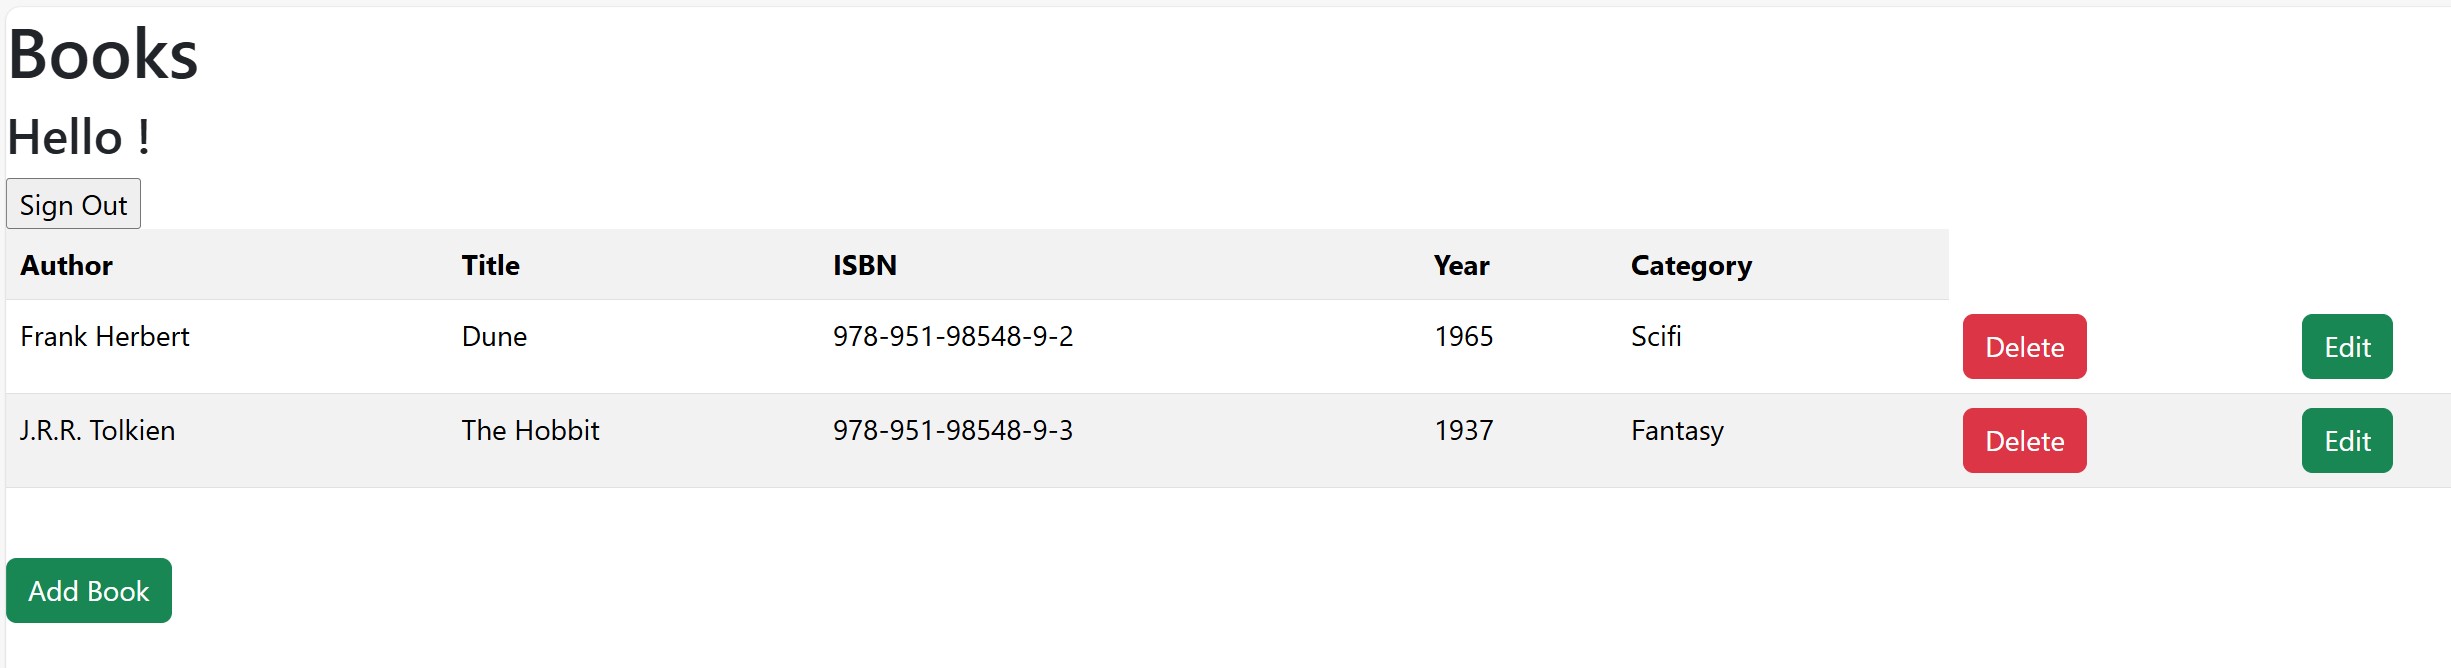 Books
Hello !
Sign Out
Author Title ISBN Year Category
Frank Herbert Dune 978-951-98548-9-2 1965 Scifi Delete Edit
J.R.R. Tolkien The Hobbit 978-951-98548-9-3 1937 Fantasy Delete Edit
Add Book